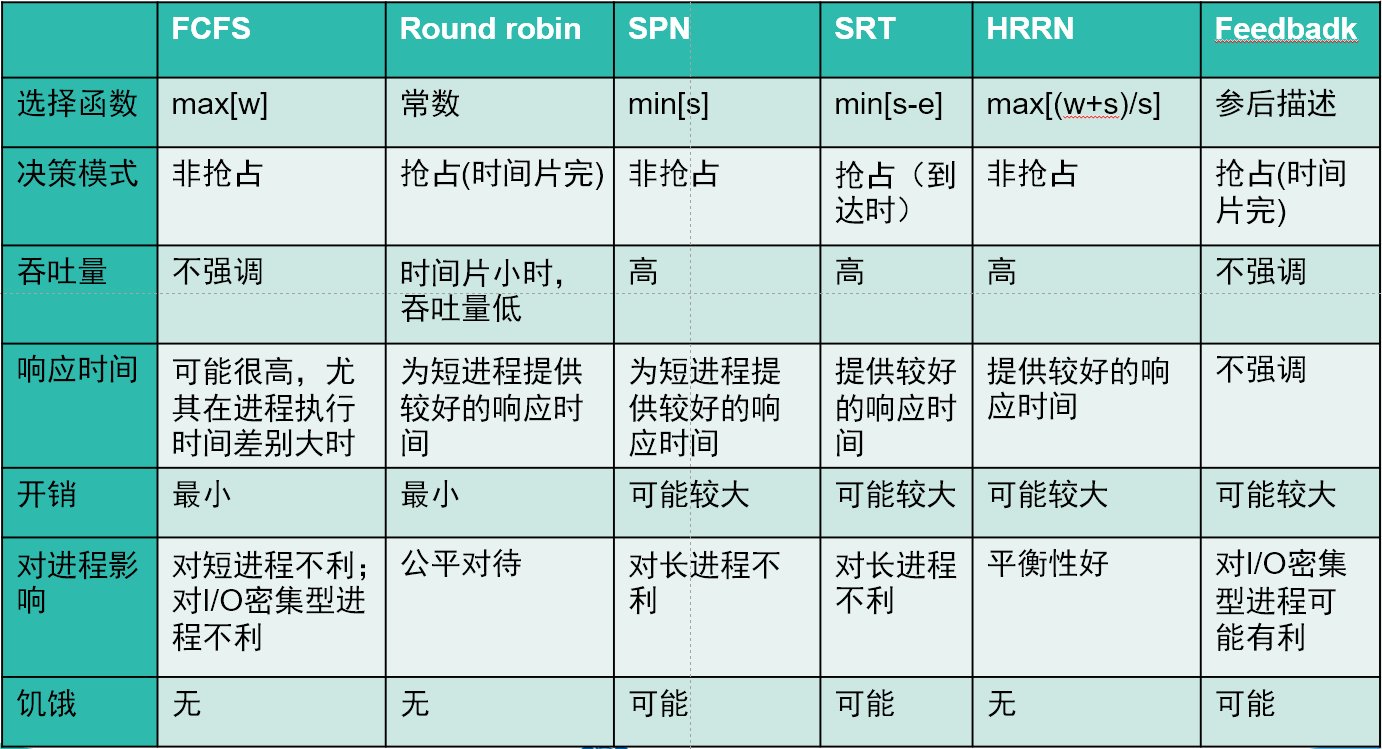 FCFS Round robin SPN SRT HRRN Feedbadk
选择函数 max[w] 常数 min[s] min[s-e] max[(w+s)/s] 参后描述
决策模式 非抢占 抢占(时间片完) 非抢占 抢占（到 非抢占 抢占(时间
达时） 片完)
吞吐量 不强调 时间片小时， 高 高 高 不强调
吞吐量低
响应时间 可能很高，尤 为短进程提供 为短进程提 提供较好 提供较好的响 不强调
其在进程执行 较好的响应时 供较好的响 的响应时 应时间
时间差别大时 间 应时间 间
开销 最小 最小 可能较大 可能较大 可能较大 可能较大
对进程影 对短进程不利； 公平对待 对长进程不 对长进程 平衡性好 对I/O密集
响 对I/O密集型进 利 不利 型进程可
程不利 能有利
饥饿 无 无 可能 可能 无 可能